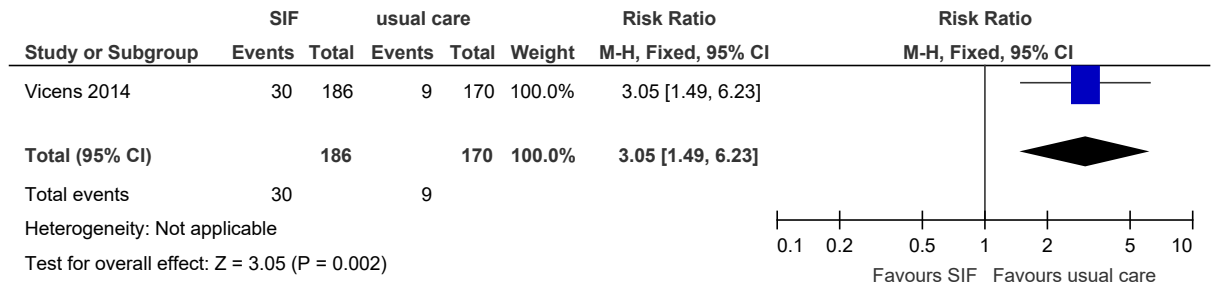 SIF usual care Risk Ratio Risk Ratio
Study or Subgroup Events Total Events Total Weight M-H, Fixed, 95% CI M-H, Fixed, 95% CI
Vicens 2014 30 186 9 170 100.0% 3.05 [1.49, 6.23]
Total (95% CI) 186 170 100.0% 3.05 [1.49, 6.23]
Total events 30 9
Heterogeneity: Not applicable
Test for overall effect: Z = 3.05 (P = 0.002)
0.1 0.2 0.5 1 2 5 10
Favours SIF Favours usual care